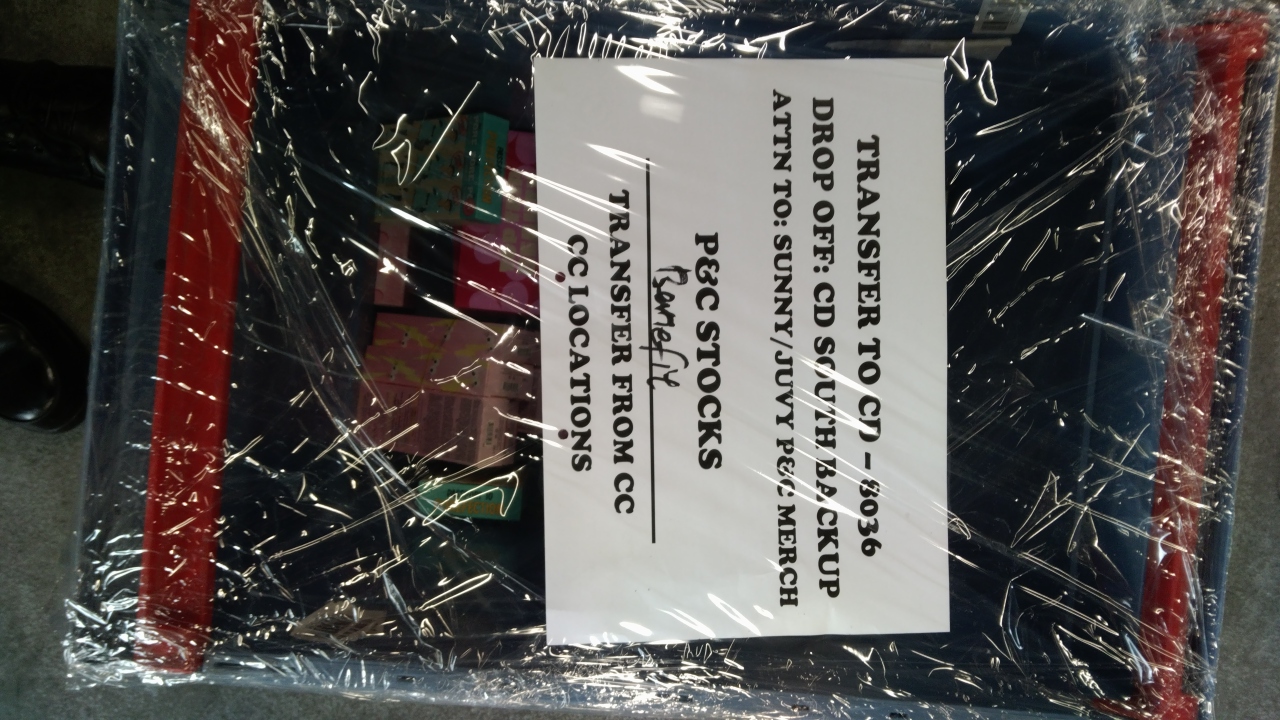 TRANSFER TO CD - 8036
DROP OFF: CD SOUTH BACKUP
ATTN TO: SUNNY/JUVY P&C MERCH
P&C STOCKS
Benefit
TRANSFER FROM CC
CC LOCATIONS